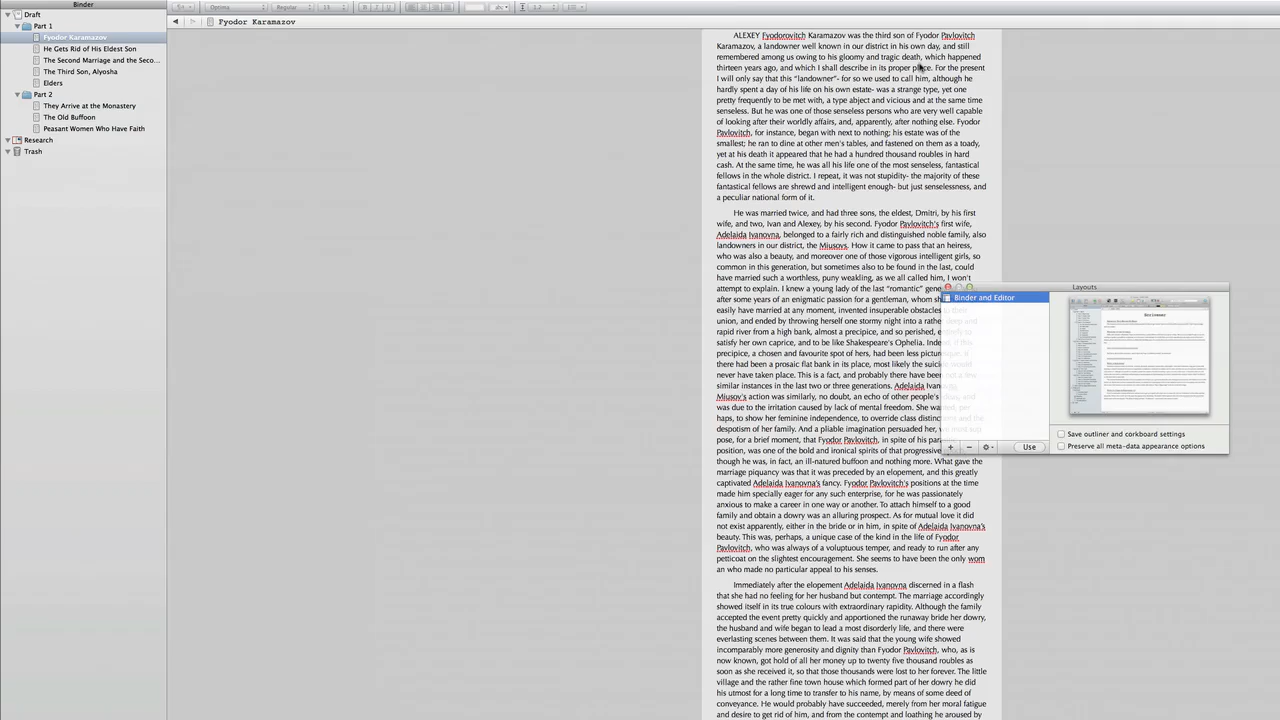 Binder
Draft
Part 1
Fyodor Karamazov
He Gets Rid of His Eldest Son
The Second Marriage and the Seco...
The Third Son, Alyosha
Elders
Part 2
They Arrive at the Monastery
The Old Buffoon
Peasant Women Who Have Faith
Research
Trash
Optima
Regular
Fyodor Karamazov
ALEXEY Fyodorovitch Karamazov was the third son of Fyodor Pavlovitch
Karamazov, a landowner well known in our district in his own day, and still
remembered among us owing to his gloomy and tragic death, which happened
thirteen years ago, and which I shall describe in its proper place. For the present
I will only say that this "landowner"- for so we used to call him, although he
hardly spent a day of his life on his own estate- was a strange type, yet one
pretty frequently to be met with, a type abject and vicious and at the same time
senseless. But he was one of those senseless persons who are very well capable
of looking after their worldly affairs, and, apparently, after nothing else. Fyodor
Pavlovitch, for instance, began with next to nothing; his estate was of the
smallest; he ran to dine at other men's tables, and fastened on them as a toady,
yet at his death it appeared that he had a hundred thousand roubles in hard
cash. At the same time, he was all his life one of the most senseless, fantastical
fellows in the whole district. I repeat, it was not stupidity- the majority of these
fantastical fellows are shrewd and intelligent enough- but just senselessness, and
a peculiar national form of it.
He was married twice, and had three sons, the eldest, Dmitri, by his first
wife, and two, Ivan and Alexey, by his second. Fyodor Pavlovitch's first wife,
Adelaida Ivanovna, belonged to a fairly rich and distinguished noble family, also
landowners in our district, the Miusovs. How it came to pass that an heiress,
who was also a beauty, and moreover one of those vigorous intelligent girls, so
common in this generation, but sometimes also to be found in the last, could
have married such a worthless, puny weakling, as we all called him, I won't
attempt to explain. I knew a young lady of the last "romantic" gene
after some years of an enigmatic passion for a gentleman, whom sh
easily have married at any moment, invented insuperable obstacles to their
union, and ended by throwing herself one stormy night into a rather deep and
rapid river from a high bank, almost a precipice, and so perished, entirely to
satisfy her own caprice, and to be like Shakespeare's Ophelia. Indeed, if this
precipice, a chosen and favourite spot of hers, had been less picturesque, if
there had been a prosaic flat bank in its place, most likely the suicide would
never have taken place. This is a fact, and probably there have been not a few
similar instances in the last two or three generations. Adelaida Ivan
Miusov's action was similarly, no doubt, an echo of other people's ideas, and
was due to the irritation caused by lack of mental freedom. She wanted, per
haps, to show her feminine independence, to override class distinctions and the
despotism of her family. And a pliable imagination persuaded her, we must sup
pose, for a brief moment, that Fyodor Pavlovitch, in spite of his para
position, was one of the bold and ironical spirits of that progressive
though he was, in fact, an ill-natured buffoon and nothing more. What gave the
marriage piquancy was that it was preceded by an elopement, and this greatly
captivated Adelaida Ivanovna's fancy. Fyodor Pavlovitch's positions at the time
made him specially eager for any such enterprise, for he was passionately
anxious to make a career in one way or another. To attach himself to a good
family and obtain a dowry was an alluring prospect. As for mutual love it did
not exist apparently, either in the bride or in him, in spite of Adelaida Ivanovna's
beauty. This was, perhaps, a unique case of the kind in the life of Fyodor
Pavlovitch, who was always of a voluptuous temper, and ready to run after any
petticoat on the slightest encouragement. She seems to have been the only wom
an who made no particular appeal to his senses.
Immediately after the elopement Adelaida Ivanovna discerned in a flash
that she had no feeling for her husband but contempt. The marriage accordingly
showed itself in its true colours with extraordinary rapidity. Although the family
accepted the event pretty quickly and apportioned the runaway bride her dowry,
the husband and wife began to lead a most disorderly life, and there were
everlasting scenes between them. It was said that the young wife showed
incomparably more generosity and dignity than Fyodor Pavlovitch, who, as is
now known, got hold of all her money up to twenty five thousand roubles as
soon as she received it, so that those thousands were lost to her forever. The little
village and the rather fine town house which formed part of her dowry he did
his utmost for a long time to transfer to his name, by means of some deed of
conveyance. He would probably have succeeded, merely from her moral fatigue
and desire to get rid of him, and from the contempt and loathing he aroused by
Layouts
Binder and Editor
Use
Save outliner and corkboard settings
Preserve all meta-data appearance options